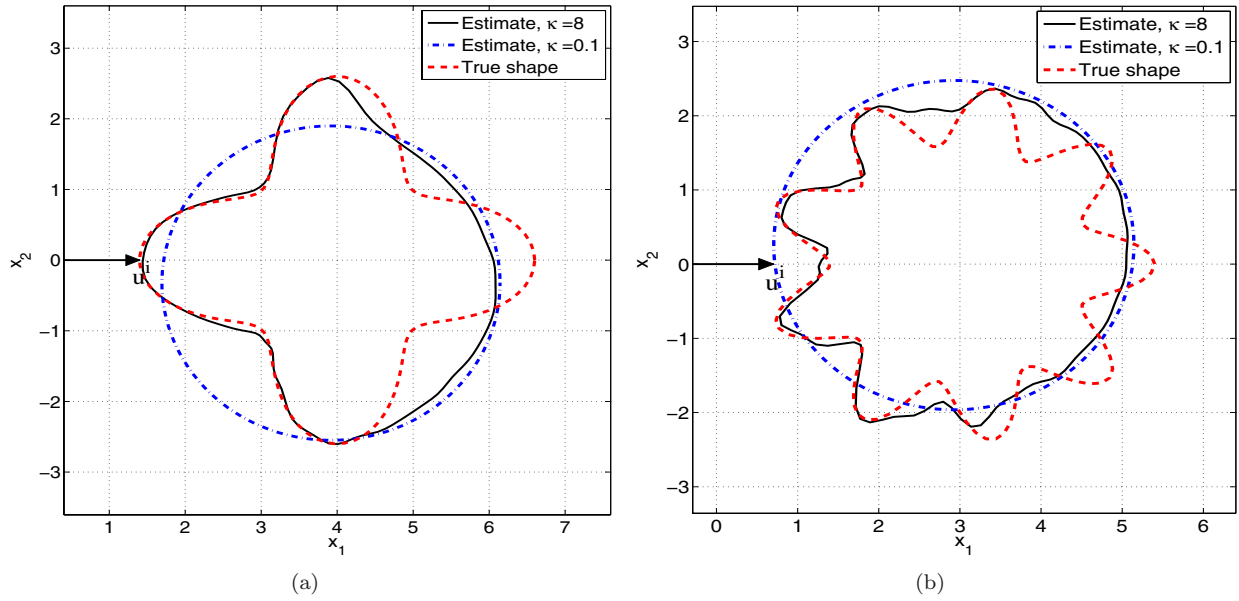 Estimate, κ=8
Estimate, κ=0.1
True shape
3
2
1
0
−1
−2
−3
x₂
uⁱ
1 2 3 4 5 6 7
x₁
(a)
Estimate, κ=8
Estimate, κ=0.1
True shape
3
2
1
0
−1
−2
−3
x₂
uⁱ
0 1 2 3 4 5 6
x₁
(b)